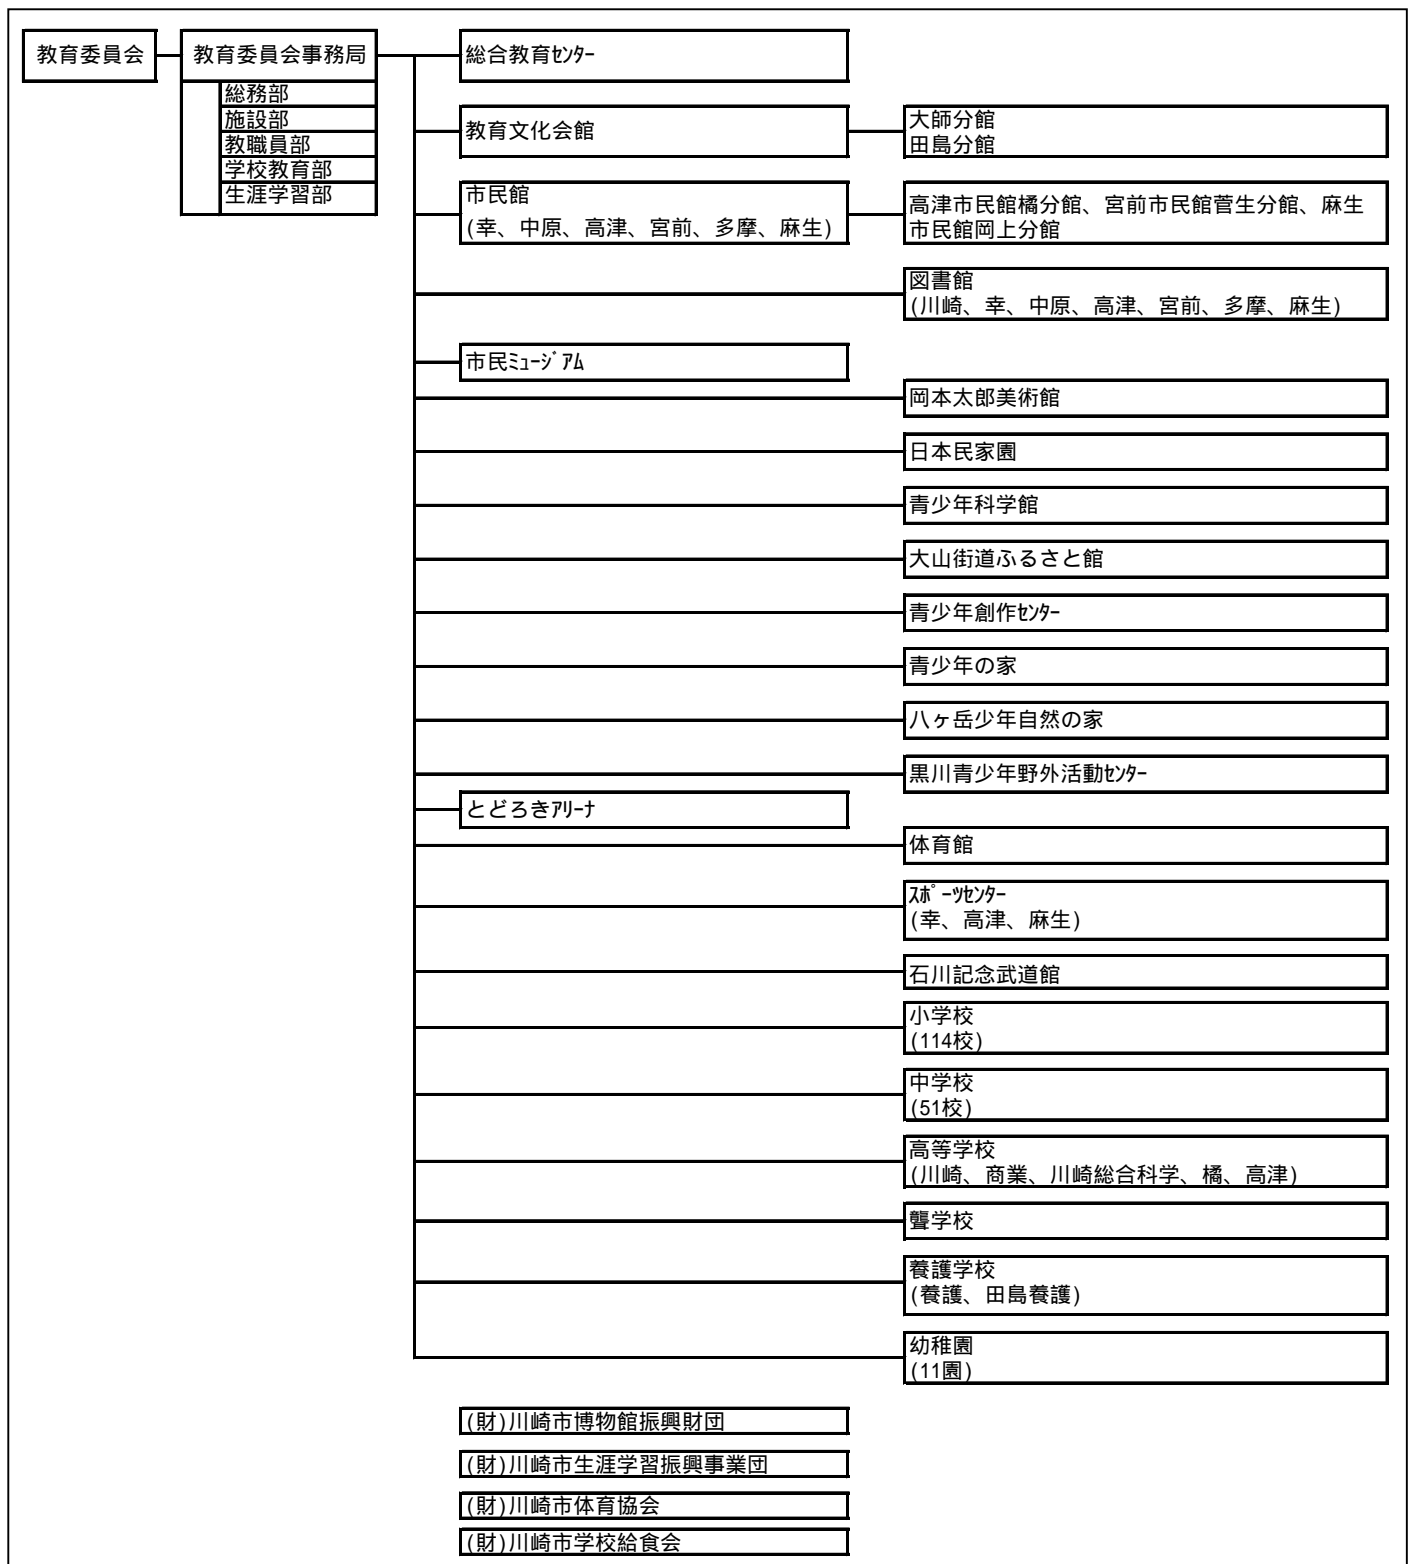 教育委員会
教育委員会事務局
総務部
施設部
教職員部
学校教育部
生涯学習部
総合教育ｾﾝﾀｰ
教育文化会館
大師分館
田島分館
市民館
(幸、中原、高津、宮前、多摩、麻生)
高津市民館橘分館、宮前市民館菅生分館、麻生
市民館岡上分館
図書館
(川崎、幸、中原、高津、宮前、多摩、麻生)
市民ﾐｭｰｼﾞｱﾑ
岡本太郎美術館
日本民家園
青少年科学館
大山街道ふるさと館
青少年創作ｾﾝﾀｰ
青少年の家
八ヶ岳少年自然の家
黒川青少年野外活動ｾﾝﾀｰ
とどろきｱﾘｰﾅ
体育館
ｽﾎﾟｰﾂｾﾝﾀｰ
(幸、高津、麻生)
石川記念武道館
小学校
(114校)
中学校
(51校)
高等学校
(川崎、商業、川崎総合科学、橘、高津)
聾学校
養護学校
(養護、田島養護)
幼稚園
(11園)
(財)川崎市博物館振興財団
(財)川崎市生涯学習振興事業団
(財)川崎市体育協会
(財)川崎市学校給食会